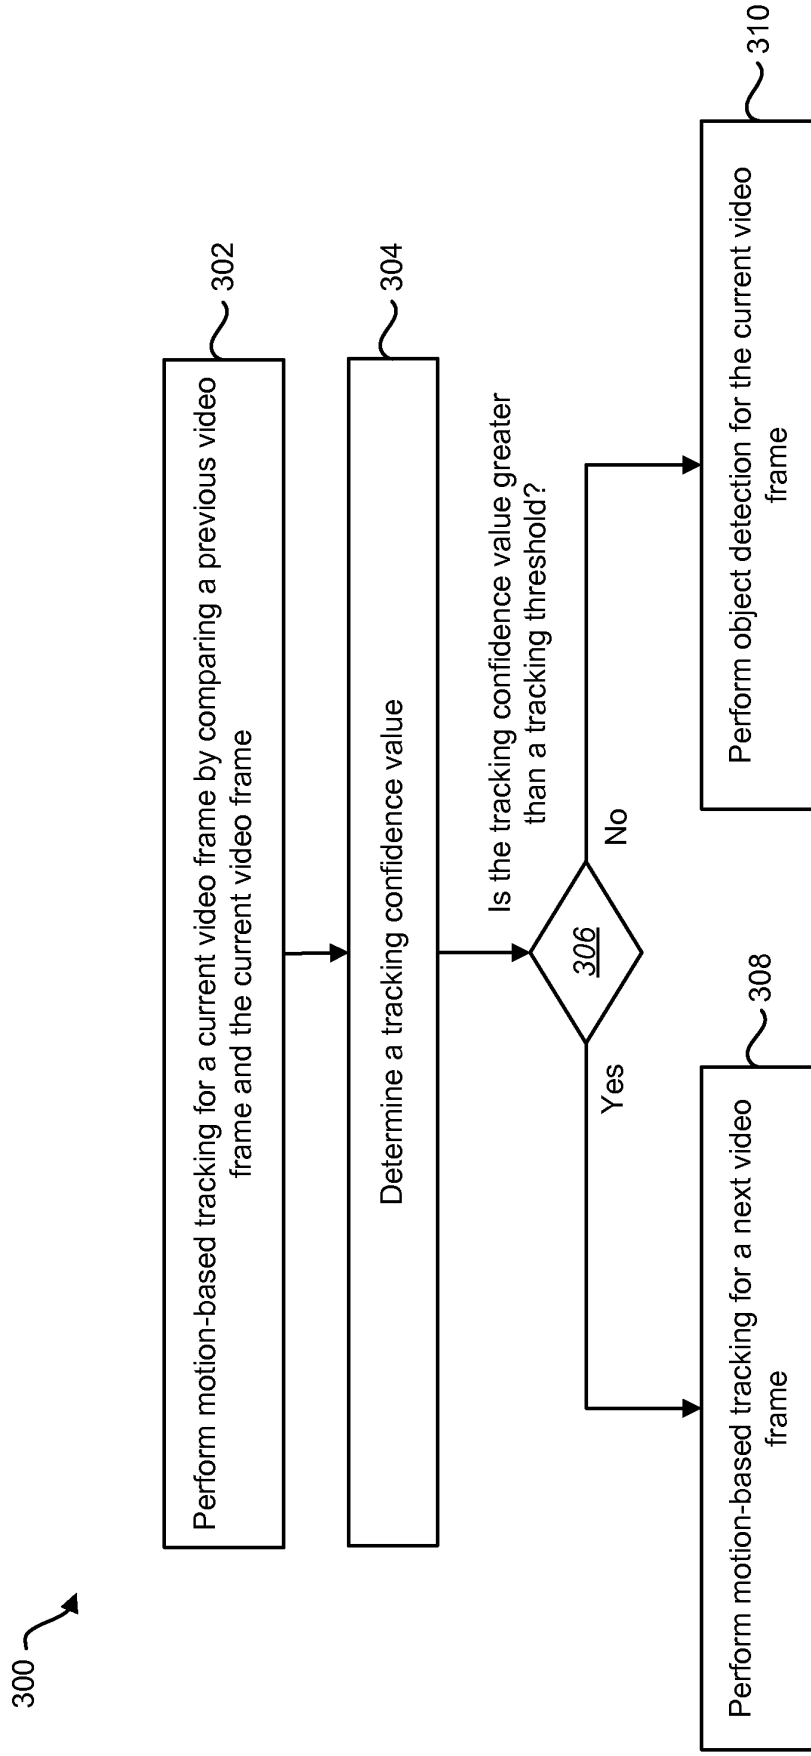 300
302
Perform motion-based tracking for a current video frame by comparing a previous video
frame and the current video frame
304
Determine a tracking confidence value
Is the tracking confidence value greater
than a tracking threshold?
306
Yes
No
308
Perform motion-based tracking for a next video
frame
310
Perform object detection for the current video
frame